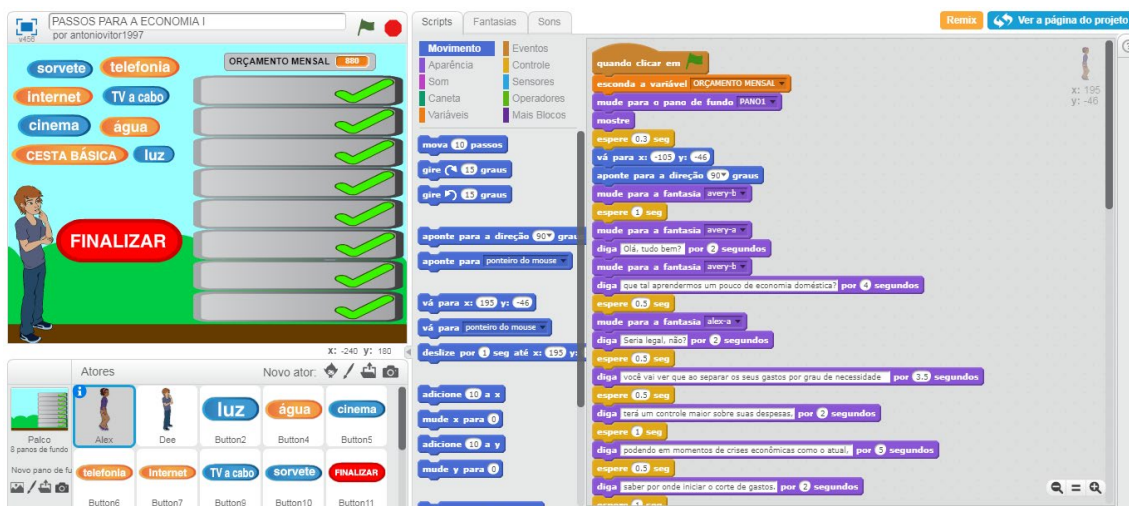 PASSOS PARA A ECONOMIA I
por antoniovitor1997
v456
ORÇAMENTO MENSAL 880
sorvete telefonia
internet TV a cabo
cinema água
CESTA BÁSICA luz
FINALIZAR
X: -240 Y: 180
Atores Novo ator:
Palco
8 panos de fundo
Novo pano de fu
Alex
Dee
luz
Button2
água
Button4
cinema
Button5
telefonia
Button6
Internet
Button7
TV a cabo
Button9
sorvete
Button10
FINALIZAR
Button11
Scripts Fantasias Sons
Remix Ver a página do projeto
Movimento Eventos
Aparência Controle
Som Sensores
Caneta Operadores
Variáveis Mais Blocos
mova 10 passos
gire 15 graus
gire 15 graus
aponte para a direção 90 grau
aponte para ponteiro do mouse
vá para x: 195 y: -46
vá para ponteiro do mouse
deslize por 1 seg até x: 195 y:
adicione 10 a x
mude x para 0
adicione 10 a y
mude y para 0
quando clicar em
esconda a variável ORÇAMENTO MENSAL
mude para o pano de fundo PANO1
mostre
espere 0.3 seg
vá para x: -105 y: -46
aponte para a direção 90 graus
mude para a fantasia avery-b
espere 1 seg
mude para a fantasia avery-a
diga Olá, tudo bem? por 2 segundos
mude para a fantasia avery-b
diga que tal aprendermos um pouco de economia doméstica? por 4 segundos
espere 0.5 seg
mude para a fantasia alex-a
diga Seria legal, não? por 2 segundos
espere 0.5 seg
diga você vai ver que ao separar os seus gastos por grau de necessidade por 3.5 segundos
espere 0.5 seg
diga terá um controle maior sobre suas despesas, por 2 segundos
espere 1 seg
diga podendo em momentos de crises econômicas como o atual, por 5 segundos
espere 0.5 seg
diga saber por onde iniciar o corte de gastos. por 2 segundos
espere 1 seg
x: 195
y: -46